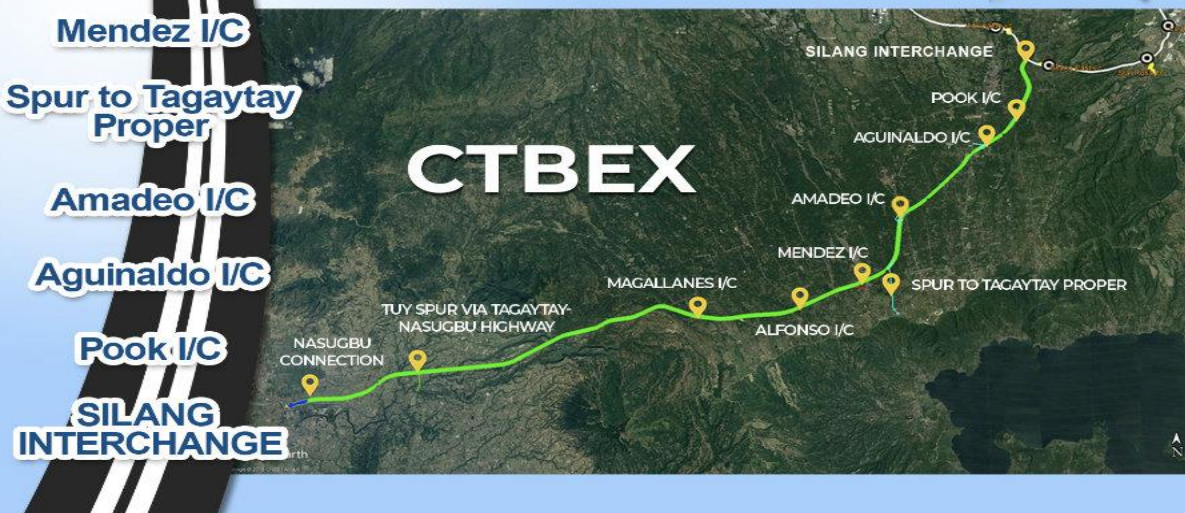 Mendez I/C
Spur to Tagaytay
Proper
Amadeo I/C
Aguinaldo I/C
Pook I/C
SILANG
INTERCHANGE
CTBEX
SILANG INTERCHANGE
POOK I/C
AGUINALDO I/C
AMADEO I/C
MENDEZ I/C
SPUR TO TAGAYTAY PROPER
MAGALLANES I/C
ALFONSO I/C
TUY SPUR VIA TAGAYTAY-
NASUGBU HIGHWAY
NASUGBU
CONNECTION
N